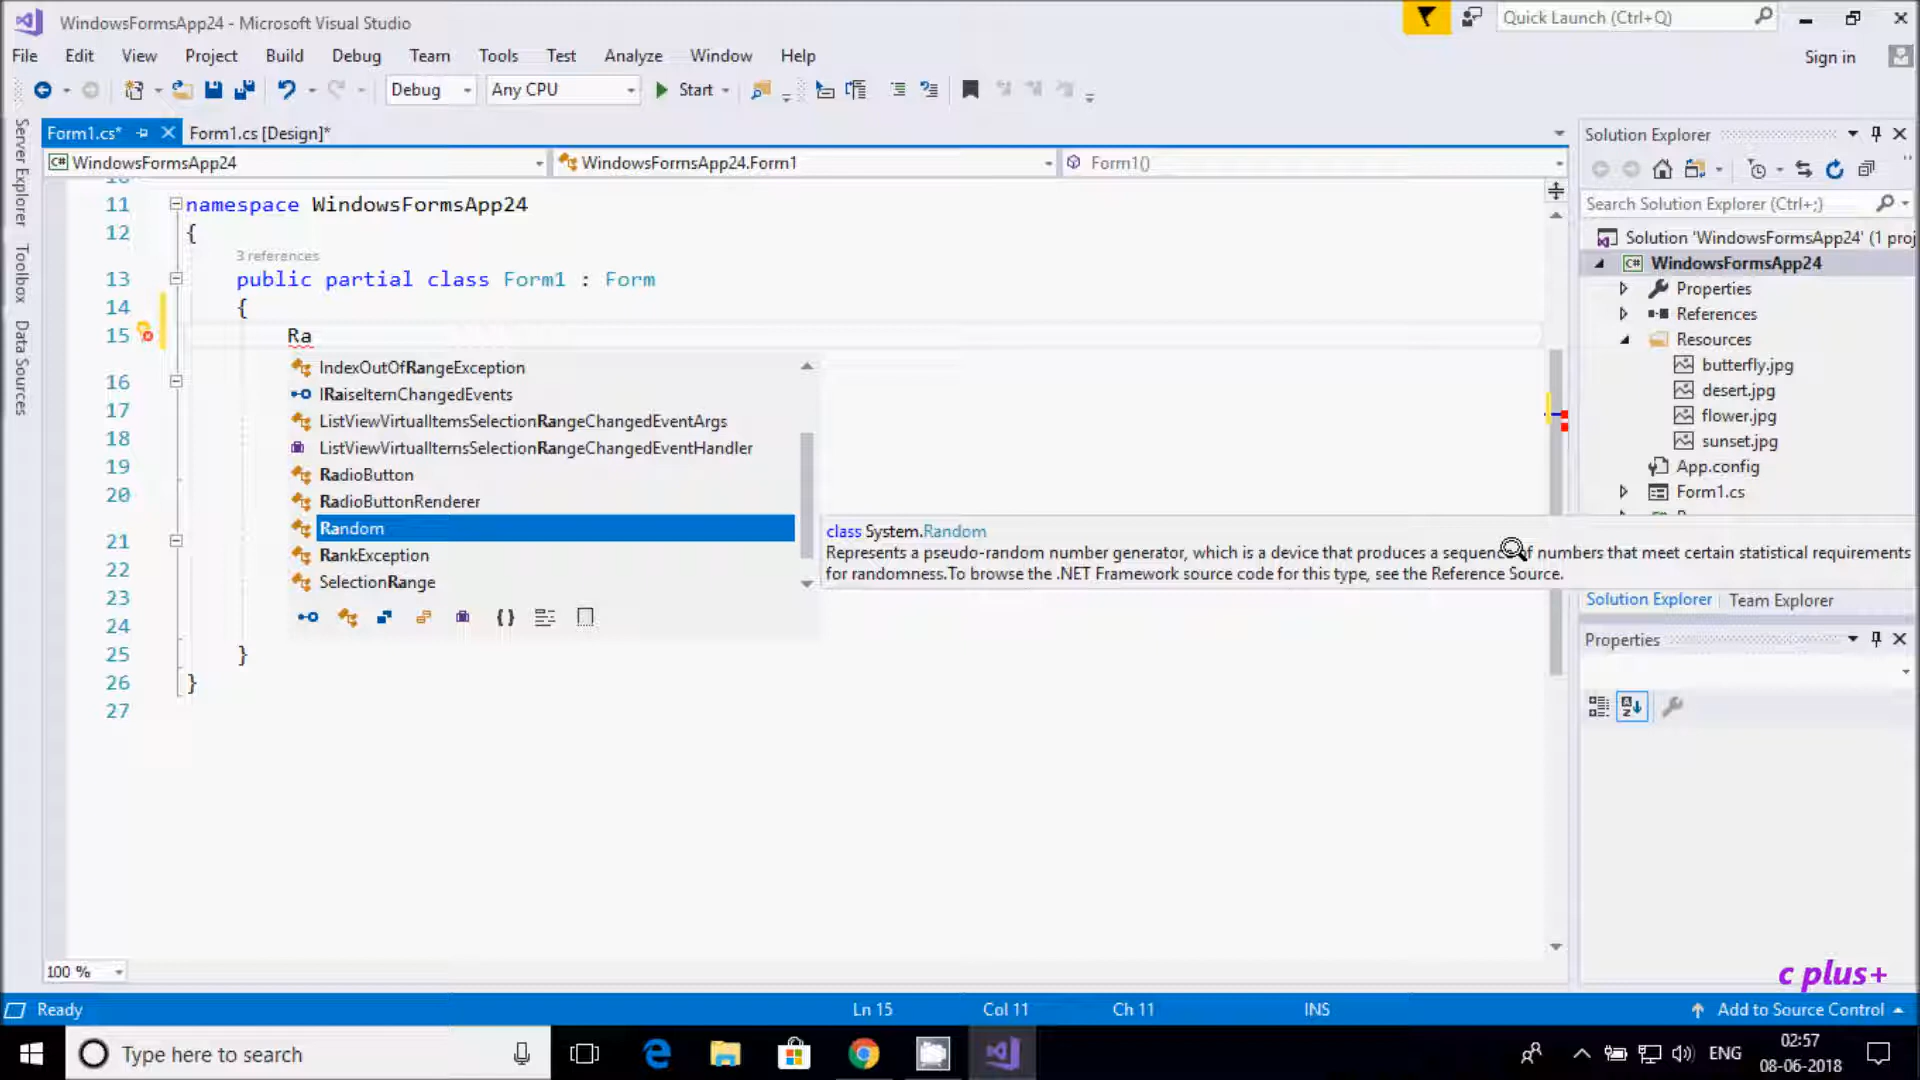 WindowsFormsApp24 - Microsoft Visual Studio
Quick Launch (Ctrl+Q)
File Edit View Project Build Debug Team Tools Test Analyze Window Help
Sign in
Debug Any CPU Start
Form1.cs* Form1.cs [Design]*
Solution Explorer
WindowsFormsApp24 WindowsFormsApp24.Form1 Form1()
Server Explorer
Toolbox
Data Sources
Search Solution Explorer (Ctrl+;)
Solution 'WindowsFormsApp24' (1 proj
WindowsFormsApp24
Properties
References
Resources
butterfly.jpg
desert.jpg
flower.jpg
sunset.jpg
App.config
Form1.cs
11 namespace WindowsFormsApp24
12 {
3 references
13 public partial class Form1 : Form
14 {
15 Ra
16
17
18
19
20
21
22
23
24
25 }
26 }
27
IndexOutOfRangeException
IRaiseItemChangedEvents
ListViewVirtualItemsSelectionRangeChangedEventArgs
ListViewVirtualItemsSelectionRangeChangedEventHandler
RadioButton
RadioButtonRenderer
Random
RankException
SelectionRange
class System.Random
Represents a pseudo-random number generator, which is a device that produces a sequence of numbers that meet certain statistical requirements
for randomness.To browse the .NET Framework source code for this type, see the Reference Source.
Solution Explorer Team Explorer
Properties
100 %
c plus+
Ready Ln 15 Col 11 Ch 11 INS Add to Source Control
Type here to search
ENG
02:57
08-06-2018